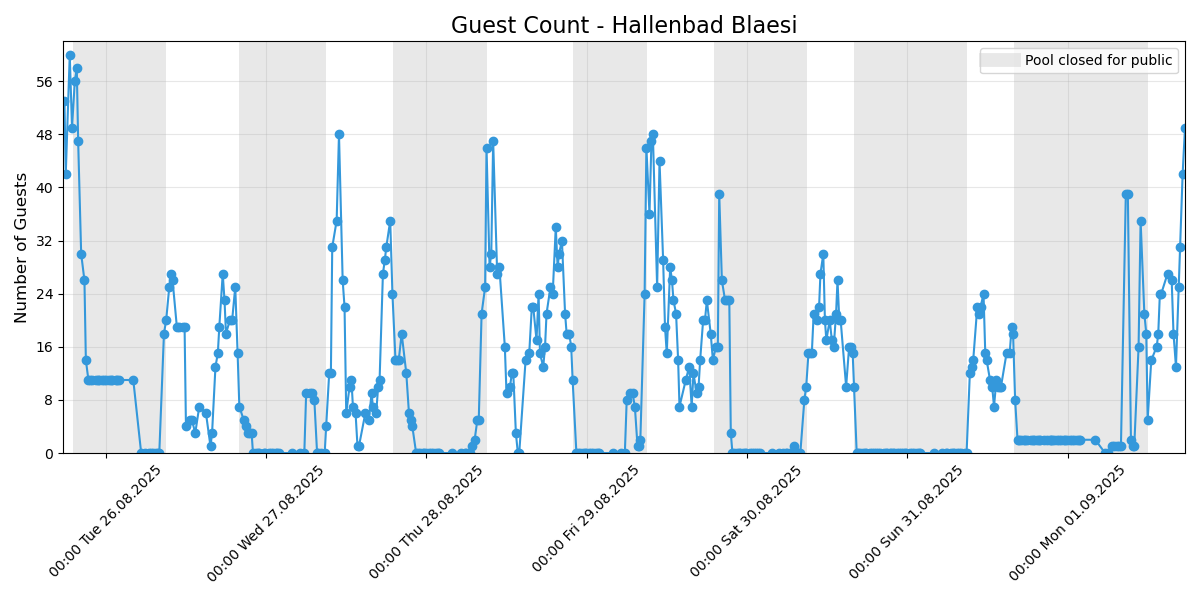 Guest Count - Hallenbad Blaesi
Pool closed for public
Number of Guests
56
48
40
32
24
16
8
0
00:00 Tue 26.08.2025
00:00 Wed 27.08.2025
00:00 Thu 28.08.2025
00:00 Fri 29.08.2025
00:00 Sat 30.08.2025
00:00 Sun 31.08.2025
00:00 Mon 01.09.2025